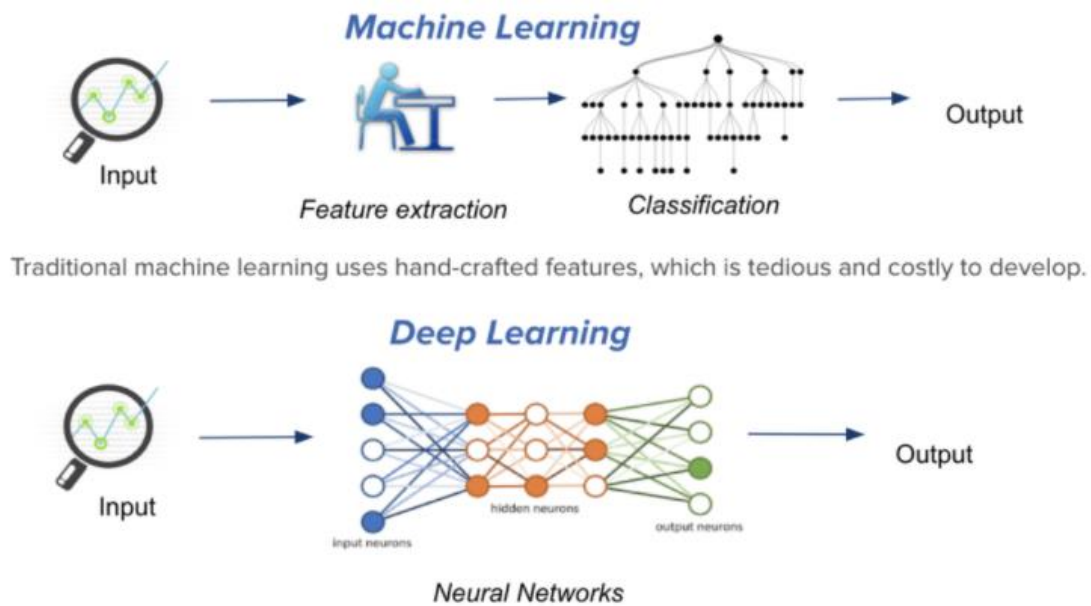 Machine Learning
Input
Output
Feature extraction
Classification
Traditional machine learning uses hand-crafted features, which is tedious and costly to develop.
Deep Learning
Input
Output
hidden neurons
input neurons
output neurons
Neural Networks